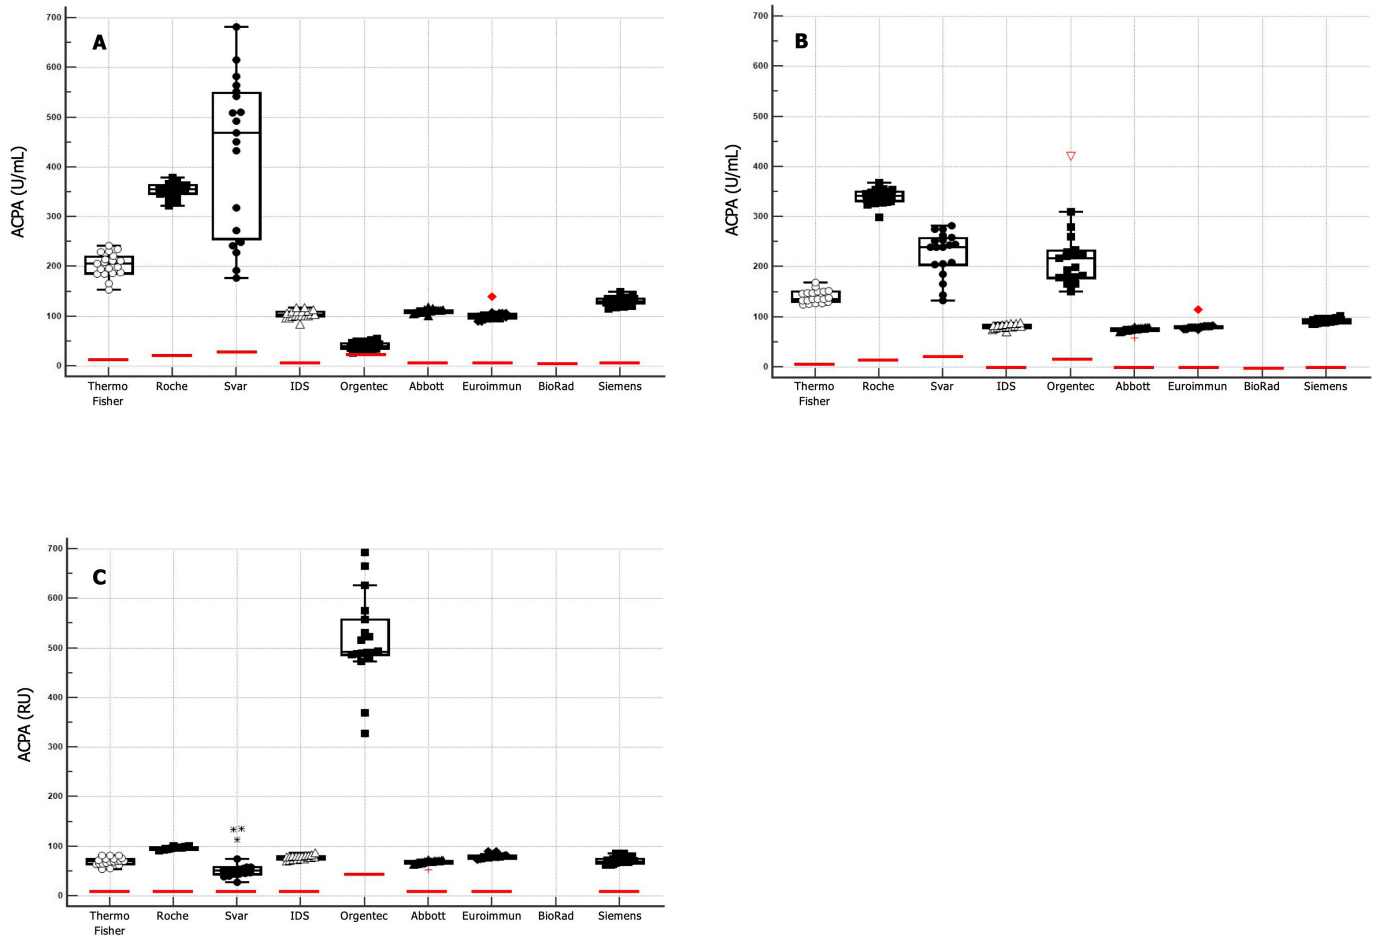 A
ACPA (U/mL)
700
600
500
400
300
200
100
0
Thermo Fisher Roche Svar IDS Orgentec Abbott Euroimmun BioRad Siemens
B
ACPA (U/mL)
700
600
500
400
300
200
100
0
Thermo Fisher Roche Svar IDS Orgentec Abbott Euroimmun BioRad Siemens
C
ACPA (RU)
700
600
500
400
300
200
100
0
Thermo Fisher Roche Svar IDS Orgentec Abbott Euroimmun BioRad Siemens